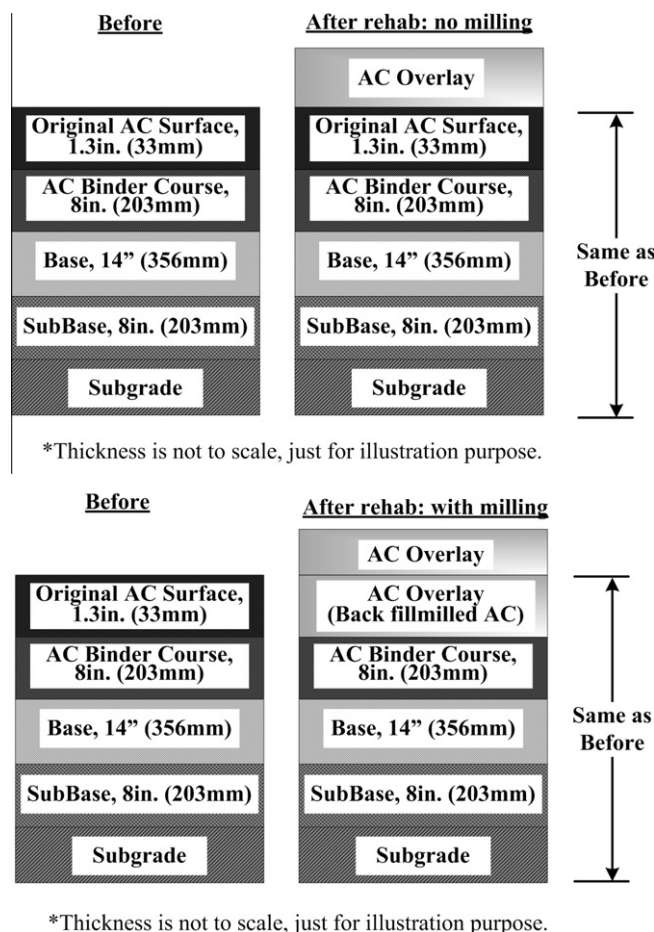 Before
After rehab: no milling
AC Overlay
Original AC Surface,
1.3in. (33mm)
Original AC Surface,
1.3in. (33mm)
AC Binder Course,
8in. (203mm)
AC Binder Course,
8in. (203mm)
Base, 14” (356mm)
Base, 14” (356mm)
SubBase, 8in. (203mm)
SubBase, 8in. (203mm)
Subgrade
Subgrade
Same as
Before
*Thickness is not to scale, just for illustration purpose.
Before
After rehab: with milling
AC Overlay
Original AC Surface,
1.3in. (33mm)
AC Overlay
(Back fillmilled AC)
AC Binder Course,
8in. (203mm)
AC Binder Course,
8in. (203mm)
Base, 14” (356mm)
Base, 14” (356mm)
SubBase, 8in. (203mm)
SubBase, 8in. (203mm)
Subgrade
Subgrade
Same as
Before
*Thickness is not to scale, just for illustration purpose.